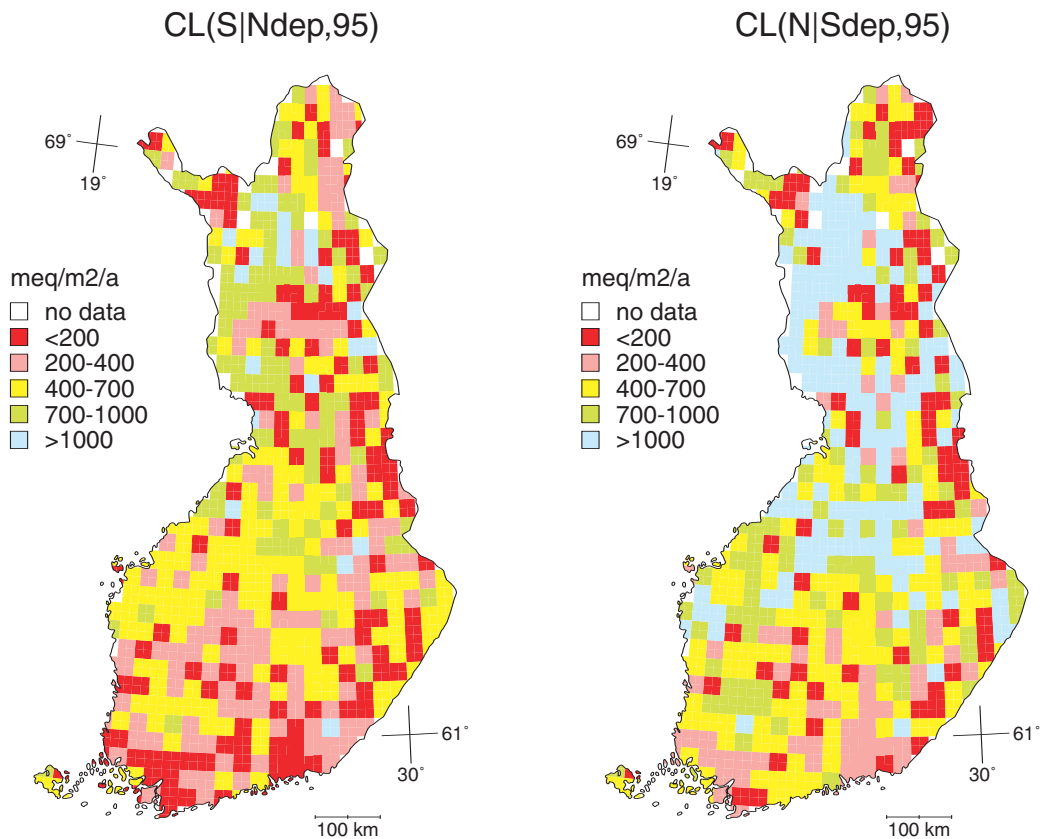 CL(S|Ndep,95)
69°
19°
meq/m2/a
no data
<200
200-400
400-700
700-1000
>1000
61°
30°
100 km
CL(N|Sdep,95)
69°
19°
meq/m2/a
no data
<200
200-400
400-700
700-1000
>1000
61°
30°
100 km